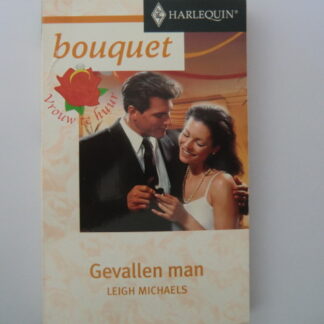 HARLEQUIN®
bouquet
Vrouw te huur
Gevallen man
LEIGH MICHAELS